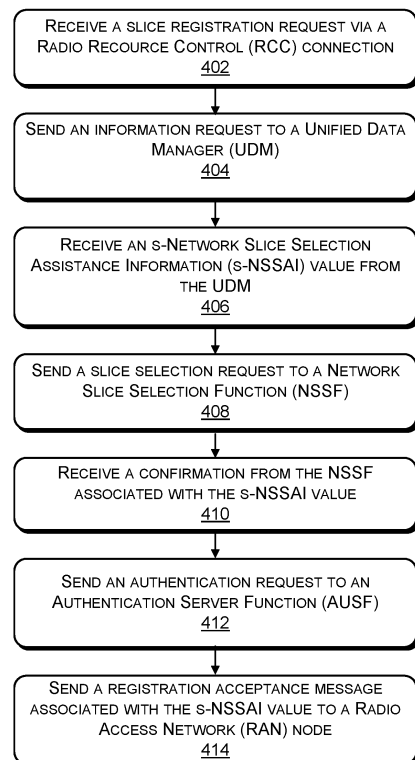 RECEIVE A SLICE REGISTRATION REQUEST VIA A
RADIO RECOURCE CONTROL (RCC) CONNECTION
402
SEND AN INFORMATION REQUEST TO A UNIFIED DATA
MANAGER (UDM)
404
RECEIVE AN S-NETWORK SLICE SELECTION
ASSISTANCE INFORMATION (S-NSSAI) VALUE FROM
THE UDM
406
SEND A SLICE SELECTION REQUEST TO A NETWORK
SLICE SELECTION FUNCTION (NSSF)
408
RECEIVE A CONFIRMATION FROM THE NSSF
ASSOCIATED WITH THE S-NSSAI VALUE
410
SEND AN AUTHENTICATION REQUEST TO AN
AUTHENTICATION SERVER FUNCTION (AUSF)
412
SEND A REGISTRATION ACCEPTANCE MESSAGE
ASSOCIATED WITH THE S-NSSAI VALUE TO A RADIO
ACCESS NETWORK (RAN) NODE
414